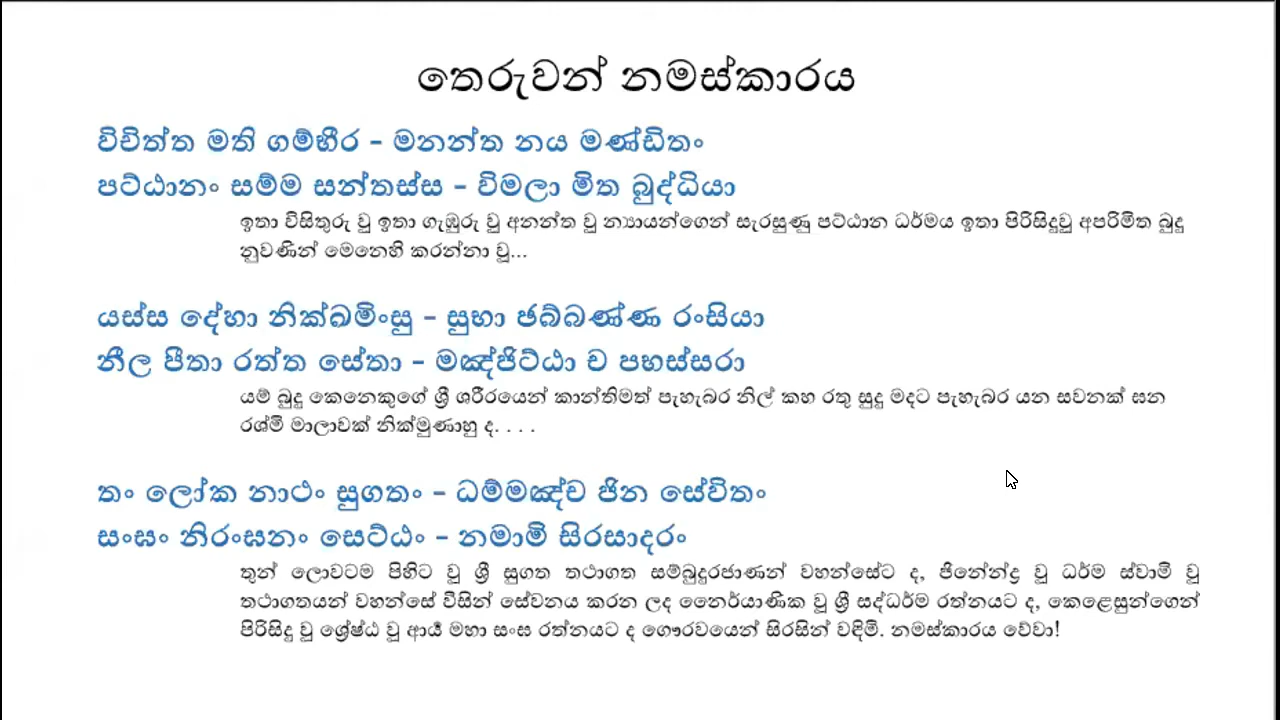 තෙරුවන් නමස්කාරය
විචිත්ත මති ගම්භීර – මනන්ත නය මණ්ඩිතං
පට්ඨානං සම්ම සන්තස්ස – විමලා මිත බුද්ධියා
ඉතා විසිතුරු වූ ඉතා ගැඹුරු වූ අනන්ත වූ න්‍යායන්ගෙන් සැරසුණු පට්ඨාන ධර්මය ඉතා පිරිසිදුවූ අපරිමිත බුදු
නුවණින් මෙනෙහි කරන්නා වූ...
යස්ස දේහා නික්ඛමිංසු – සුභා ඡබ්බණ්ණ රංසියා
නීල පීතා රත්ත සේතා – මඤ්ජිට්ඨා ච පභස්සරා
යම් බුදු කෙනෙකුගේ ශ්‍රී ශරීරයෙන් කාන්තිමත් පැහැබර නිල් කහ රතු සුදු මදට පැහැබර යන සවනක් ඝන
රශ්මි මාලාවක් නික්මුණාහු ද. . . .
තං ලෝක නාථං සුගතං – ධම්මඤ්ච ජින සේවිතං
සංඝං නිරංඝනං සෙට්ඨං – නමාමි සිරසාදරං
තුන් ලොවටම පිහිට වූ ශ්‍රී සුගත තථාගත සම්බුදුරජාණන් වහන්සේට ද, ජිනේන්ද්‍ර වූ ධර්ම ස්වාමි වූ
තථාගතයන් වහන්සේ විසින් සේවනය කරන ලද නෛර්යාණික වූ ශ්‍රී සද්ධර්ම රත්නයට ද, කෙළෙසුන්ගෙන්
පිරිසිදු වූ ශ්‍රේෂ්ඨ වූ ආර්‍ය මහා සංඝ රත්නයට ද ගෞරවයෙන් සිරසින් වඳිමි. නමස්කාරය වේවා!